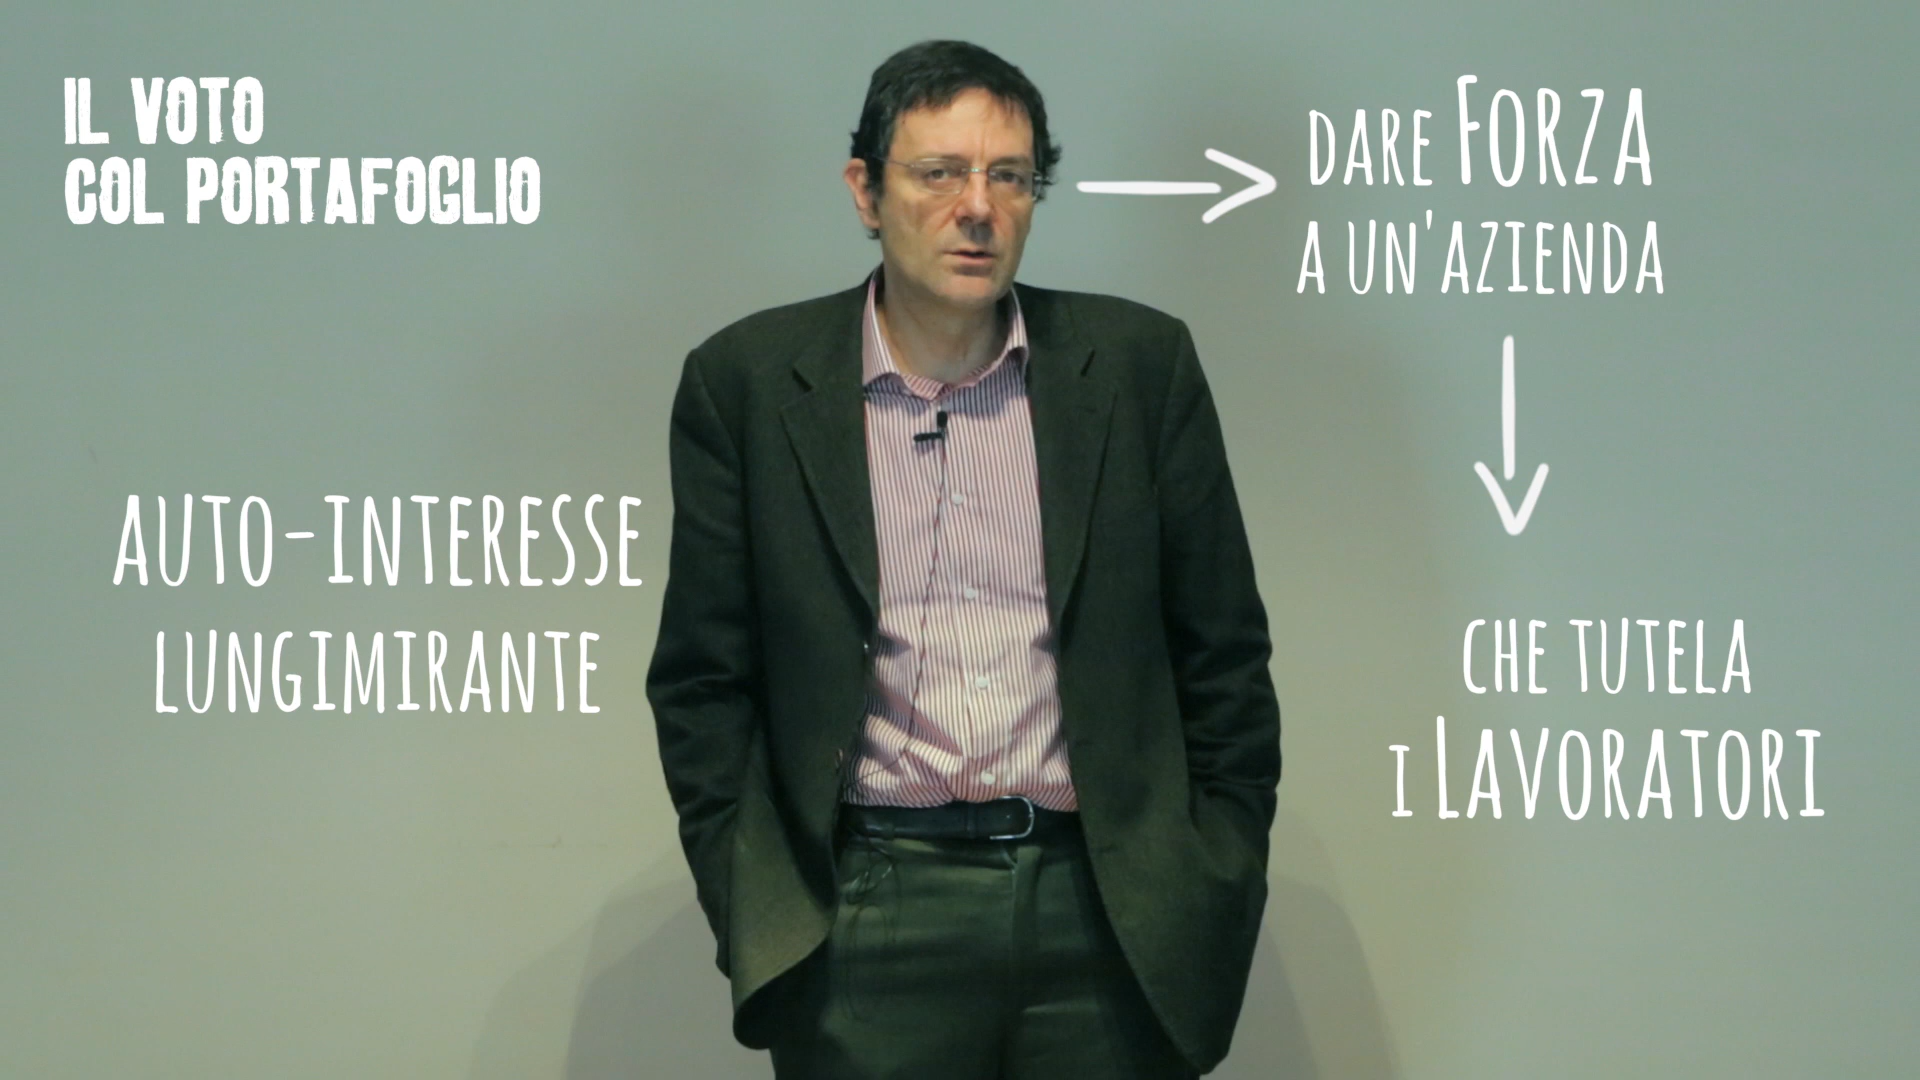 IL VOTO
COL PORTAFOGLIO
DARE FORZA
A UN'AZIENDA
AUTO-INTERESSE
LUNGIMIRANTE
CHE TUTELA
I LAVORATORI